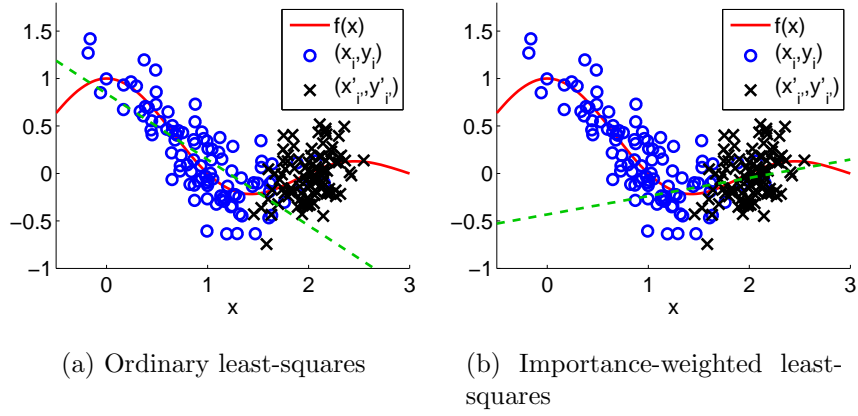 1.5
1
0.5
0
−0.5
−1
0 1 2 3
x
f(x)
(x_i,y_i)
(x'_i',y'_i')
(a) Ordinary least-squares
1.5
1
0.5
0
−0.5
−1
0 1 2 3
x
f(x)
(x_i,y_i)
(x'_i',y'_i')
(b) Importance-weighted least-
squares